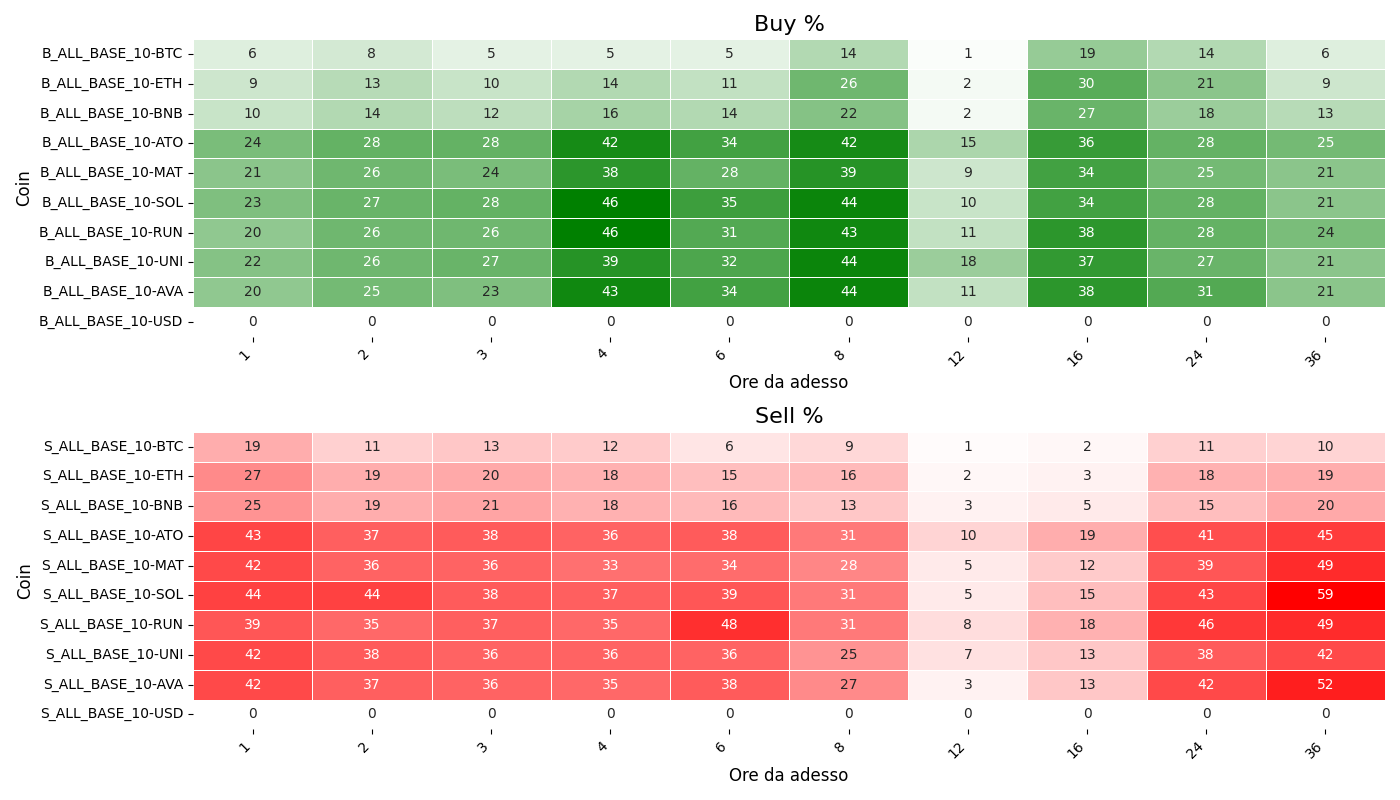 Buy %
Coin
B_ALL_BASE_10-BTC 6 8 5 5 5 14 1 19 14 6
B_ALL_BASE_10-ETH 9 13 10 14 11 26 2 30 21 9
B_ALL_BASE_10-BNB 10 14 12 16 14 22 2 27 18 13
B_ALL_BASE_10-ATO 24 28 28 42 34 42 15 36 28 25
B_ALL_BASE_10-MAT 21 26 24 38 28 39 9 34 25 21
B_ALL_BASE_10-SOL 23 27 28 46 35 44 10 34 28 21
B_ALL_BASE_10-RUN 20 26 26 46 31 43 11 38 28 24
B_ALL_BASE_10-UNI 22 26 27 39 32 44 18 37 27 21
B_ALL_BASE_10-AVA 20 25 23 43 34 44 11 38 31 21
B_ALL_BASE_10-USD 0 0 0 0 0 0 0 0 0 0
1 2 3 4 6 8 12 16 24 36
Ore da adesso
Sell %
Coin
S_ALL_BASE_10-BTC 19 11 13 12 6 9 1 2 11 10
S_ALL_BASE_10-ETH 27 19 20 18 15 16 2 3 18 19
S_ALL_BASE_10-BNB 25 19 21 18 16 13 3 5 15 20
S_ALL_BASE_10-ATO 43 37 38 36 38 31 10 19 41 45
S_ALL_BASE_10-MAT 42 36 36 33 34 28 5 12 39 49
S_ALL_BASE_10-SOL 44 44 38 37 39 31 5 15 43 59
S_ALL_BASE_10-RUN 39 35 37 35 48 31 8 18 46 49
S_ALL_BASE_10-UNI 42 38 36 36 36 25 7 13 38 42
S_ALL_BASE_10-AVA 42 37 36 35 38 27 3 13 42 52
S_ALL_BASE_10-USD 0 0 0 0 0 0 0 0 0 0
1 2 3 4 6 8 12 16 24 36
Ore da adesso